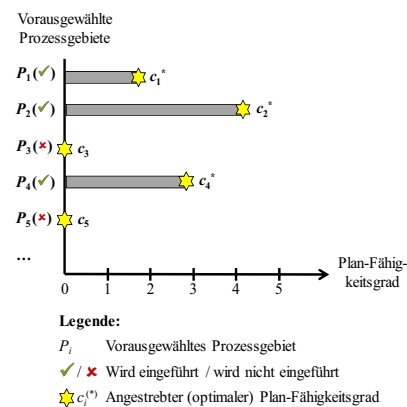 Vorausgewählte
Prozessgebiete
P1(✓) c1*
P2(✓) c2*
P3(✗) c3
P4(✓) c4*
P5(✗) c5
...
Plan-Fähig-
keitsgrad
0 1 2 3 4 5
Legende:
Pi Vorausgewähltes Prozessgebiet
✓/✗ Wird eingeführt / wird nicht eingeführt
ci(*) Angestrebter (optimaler) Plan-Fähigkeitsgrad